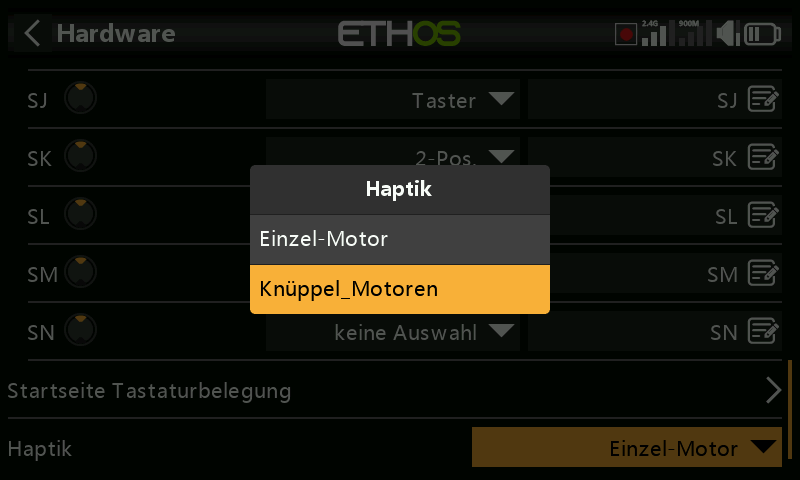 Hardware
ETHOS
2.4G
900M
SJ
Taster
SJ
SK
2-Pos.
SK
Haptik
SL
Einzel-Motor
SL
SM
Knüppel_Motoren
SM
SN
keine Auswahl
SN
Startseite Tastaturbelegung
Haptik
Einzel-Motor